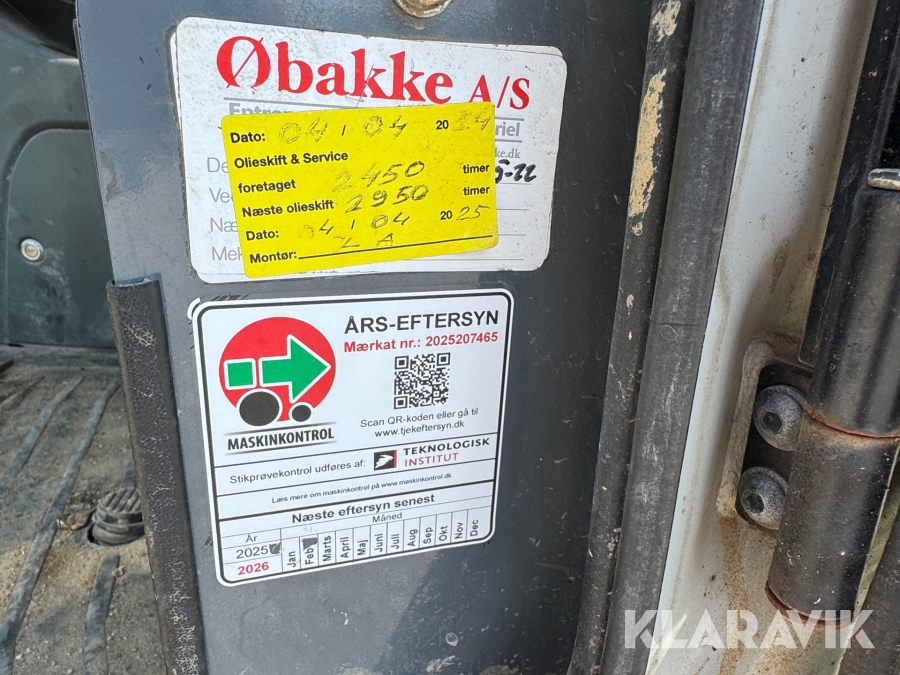 Øbakke A/S
Dato: 04 04 2024
Olieskift & Service
foretaget 2450 timer
Næste olieskift 2950 timer
Dato: 04 04 2025
Montør: LA
ÅRS-EFTERSYN
Mærkat nr.: 2025207465
MASKINKONTROL
Scan QR-koden eller gå til
www.tjekeftersyn.dk
Stikprøvekontrol udføres af: TEKNOLOGISK
INSTITUT
Læs mere om maskinkontrol på www.maskinkontrol.dk
Næste eftersyn senest
År Måned
2025
2026
Jan Feb Marts April Maj Juni Juli Aug Sep Okt Nov Dec
KLARAVIK